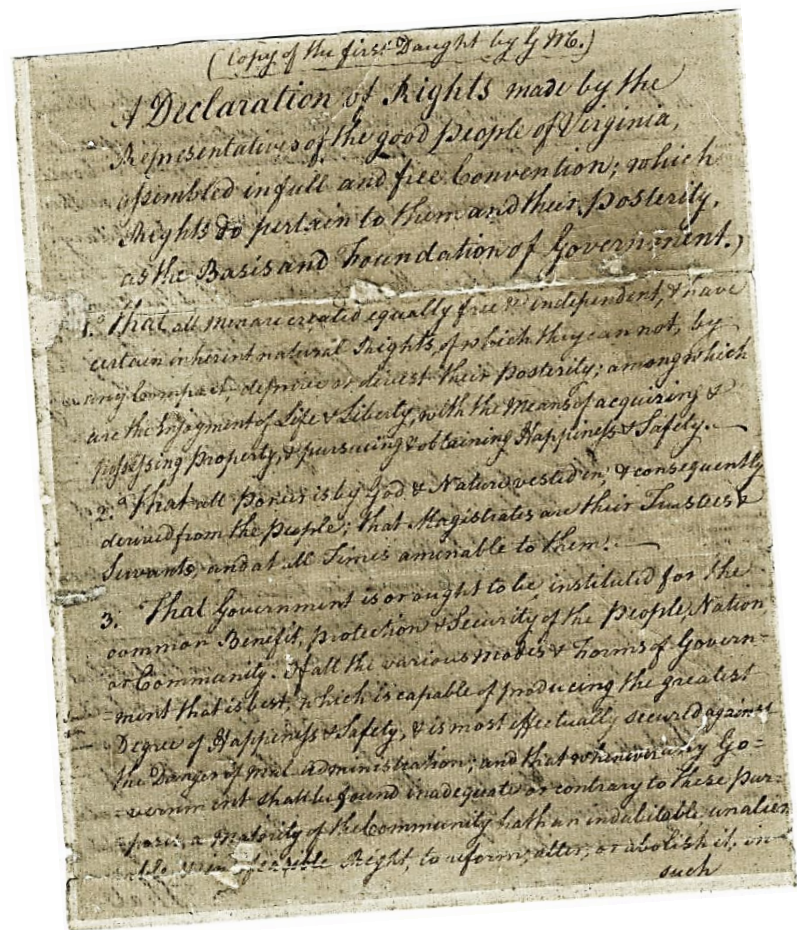 (Copy of the first Daught by G M.)
A Declaration of Rights made by the
Representatives of the good people of Virginia,
assembled in full and free Convention; which
Rights do pertain to them and their posterity,
as the Basis and Foundation of Government.)
1. That all men are created equally free & independent, & have
certain inherent natural Rights, of which they can not, by
any Compact, deprive or divest their Posterity; among which
are the Enjoyment of Life & Liberty, with the Means of acquiring &
possessing Property, & pursuing & obtaining Happiness & Safety.
2. That all Power is by God & Nature vested in, & consequently
derived from the People; that Magistrates are their Trustees &
Servants, and at all Times amenable to them.
3. That Government is or ought to be, instituted for the
common Benefit, protection & Security of the People, Nation
or Community. Of all the various modes & Forms of Govern=
=ment that is best, which is capable of producing the greatest
Degree of Happiness & Safety, & is most effectually secured against
the Danger of mal-administration; and that whenever any Go=
=vernment shall be found inadequate or contrary to these pur=
=poses, a Majority of the Community hath an indubitable, unalien
Right, to reform, alter, or abolish it, in
such